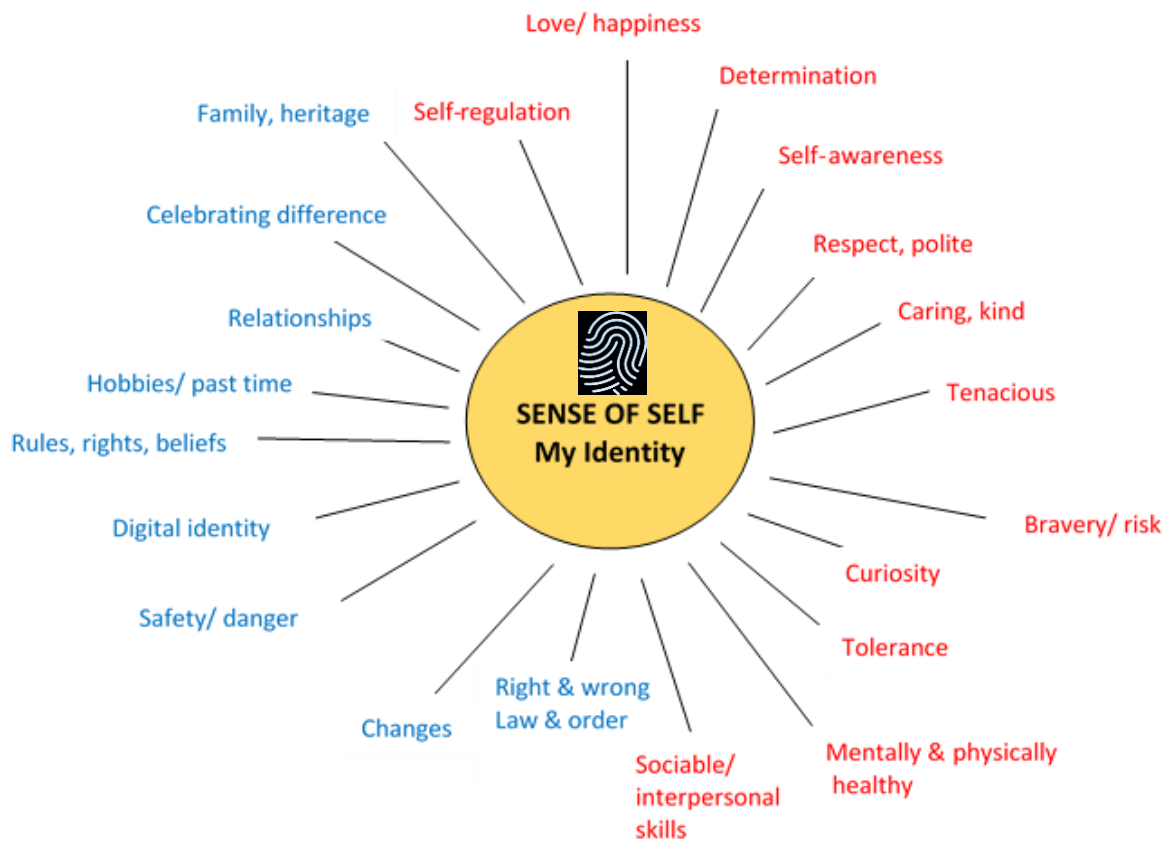 Love/ happiness
Determination
Family, heritage
Self-regulation
Self-awareness
Celebrating difference
Respect, polite
Relationships
Caring, kind
Hobbies/ past time
Tenacious
SENSE OF SELF
My Identity
Rules, rights, beliefs
Digital identity
Bravery/ risk
Curiosity
Safety/ danger
Tolerance
Right & wrong
Law & order
Changes
Mentally & physically
healthy
Sociable/
interpersonal
skills